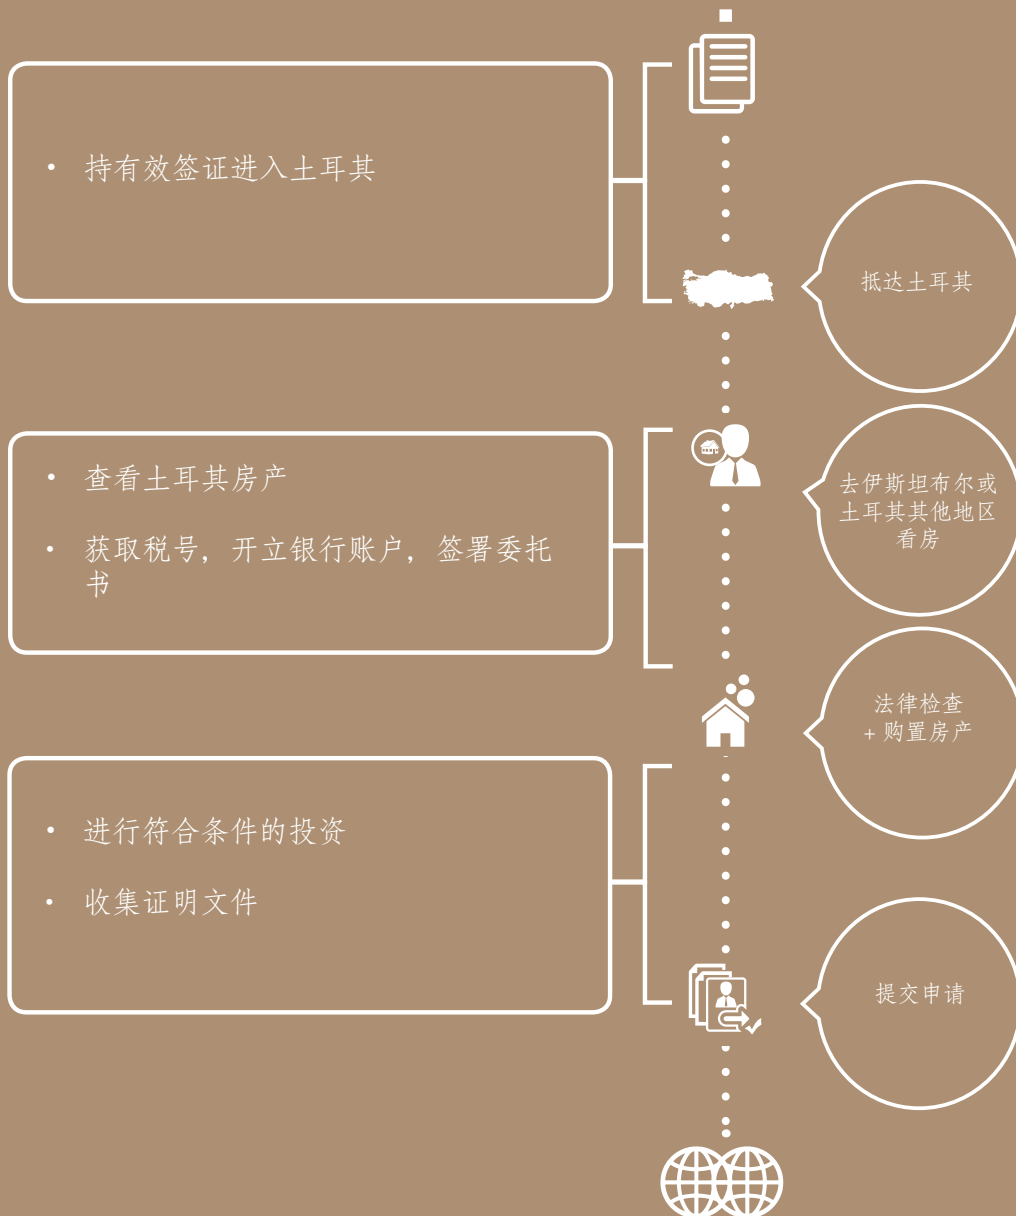 • 持有效签证进入土耳其
抵达土耳其
• 查看土耳其房产
• 获取税号，开立银行账户，签署委托
书
去伊斯坦布尔或
土耳其其他地区
看房
法律检查
+ 购置房产
• 进行符合条件的投资
• 收集证明文件
提交申请